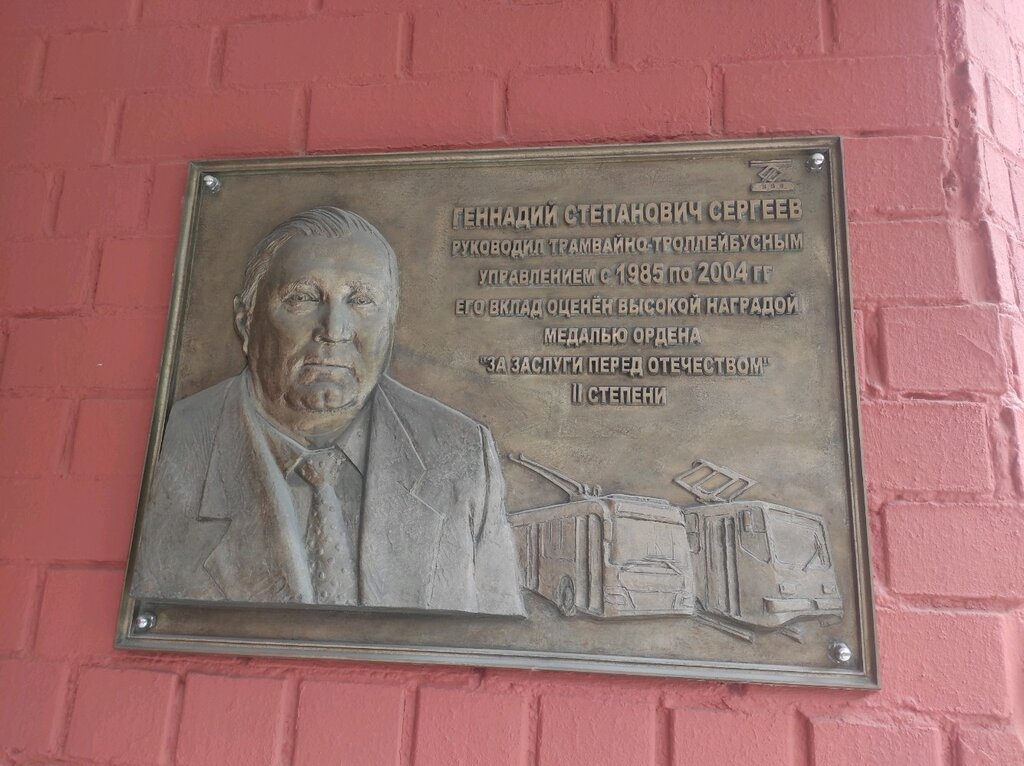 ГЕННАДИЙ СТЕПАНОВИЧ СЕРГЕЕВ
РУКОВОДИЛ ТРАМВАЙНО-ТРОЛЛЕЙБУСНЫМ
УПРАВЛЕНИЕМ С 1985 ПО 2004 ГГ
ЕГО ВКЛАД ОЦЕНЁН ВЫСОКОЙ НАГРАДОЙ
МЕДАЛЬЮ ОРДЕНА
"ЗА ЗАСЛУГИ ПЕРЕД ОТЕЧЕСТВОМ"
II СТЕПЕНИ